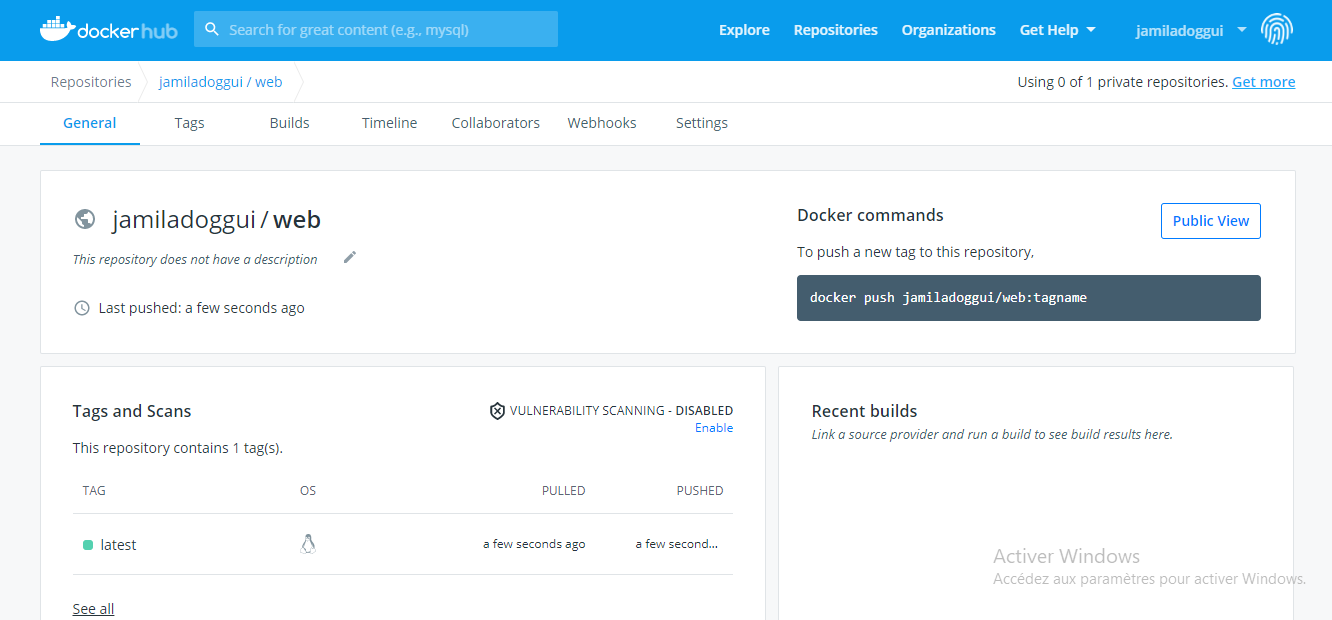 docker hub Search for great content (e.g., mysql) Explore Repositories Organizations Get Help jamiladoggui
Repositories jamiladoggui / web Using 0 of 1 private repositories. Get more
General Tags Builds Timeline Collaborators Webhooks Settings
jamiladoggui / web
This repository does not have a description
Last pushed: a few seconds ago
Docker commands
Public View
To push a new tag to this repository,
docker push jamiladoggui/web:tagname
Tags and Scans
VULNERABILITY SCANNING - DISABLED
Enable
This repository contains 1 tag(s).
TAG OS PULLED PUSHED
latest a few seconds ago a few second...
See all
Recent builds
Link a source provider and run a build to see build results here.
Activer Windows
Accédez aux paramètres pour activer Windows.